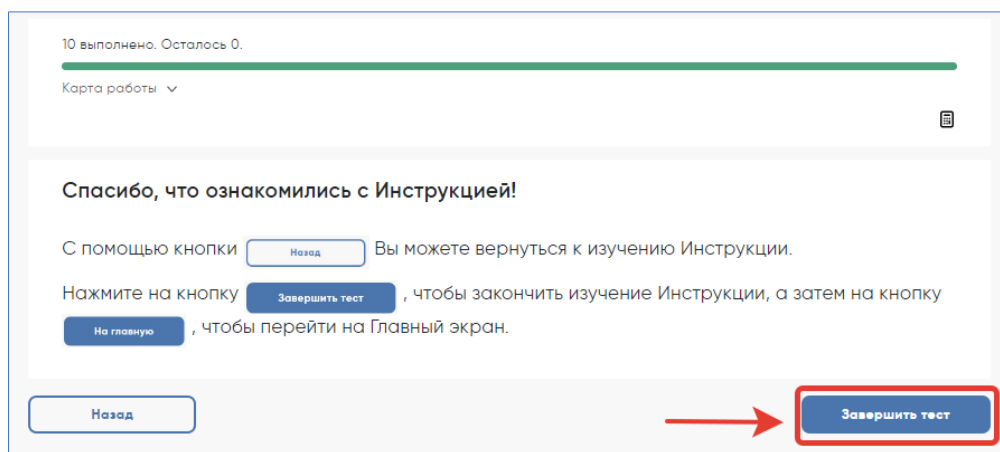 10 выполнено. Осталось 0.
Карта работы
Спасибо, что ознакомились с Инструкцией!
С помощью кнопки Назад Вы можете вернуться к изучению Инструкции.
Нажмите на кнопку Завершить тест , чтобы закончить изучение Инструкции, а затем на кнопку
На главную , чтобы перейти на Главный экран.
Назад Завершить тест